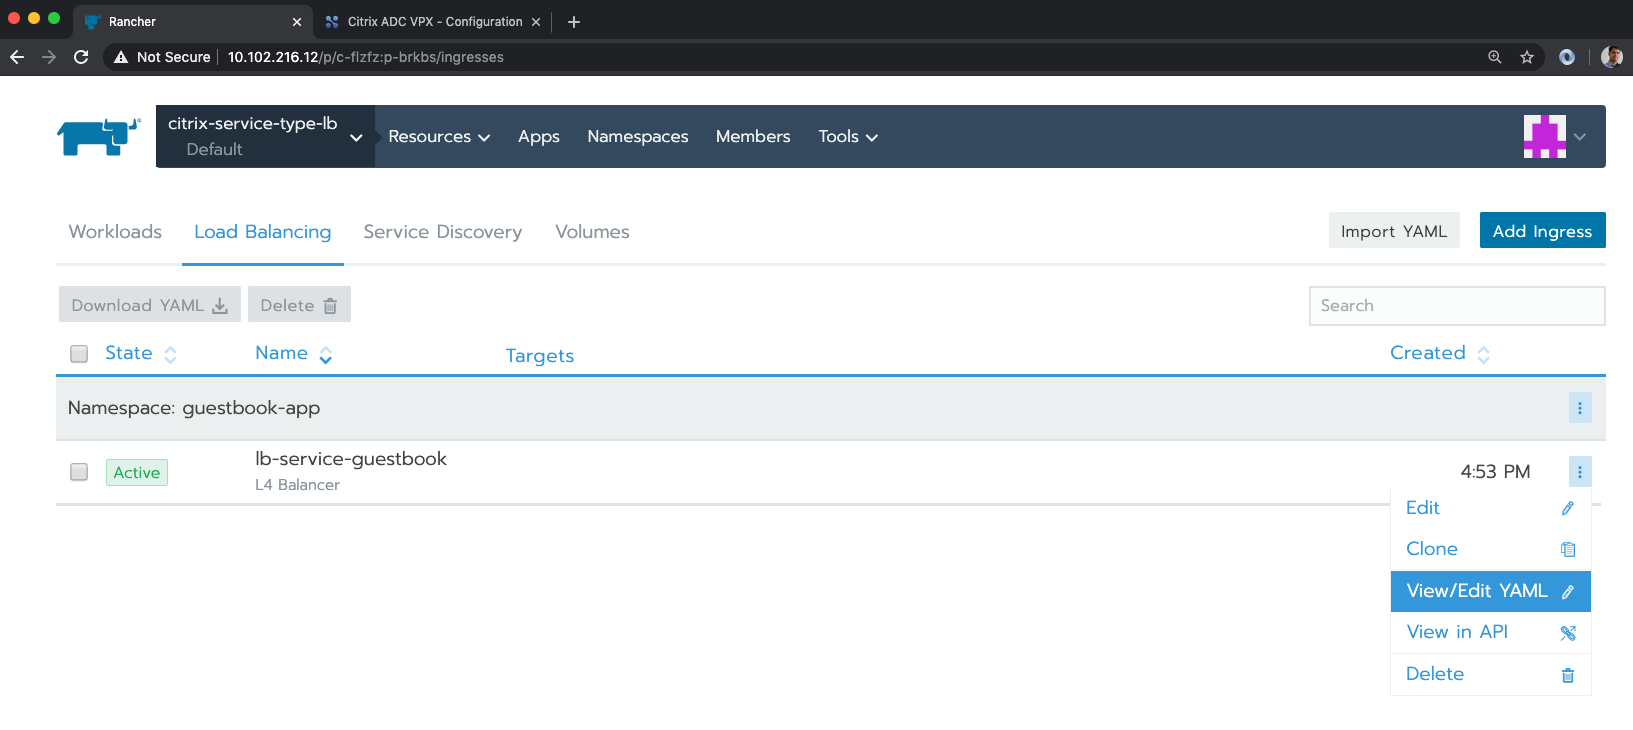 Rancher
Citrix ADC VPX - Configuration
Not Secure 10.102.216.12/p/c-flzfz:p-brkbs/ingresses
citrix-service-type-lb
Default
Resources Apps Namespaces Members Tools
Workloads Load Balancing Service Discovery Volumes Import YAML Add Ingress
Download YAML Delete Search
State Name Targets Created
Namespace: guestbook-app
Active lb-service-guestbook 4:53 PM
L4 Balancer
Edit
Clone
View/Edit YAML
View in API
Delete